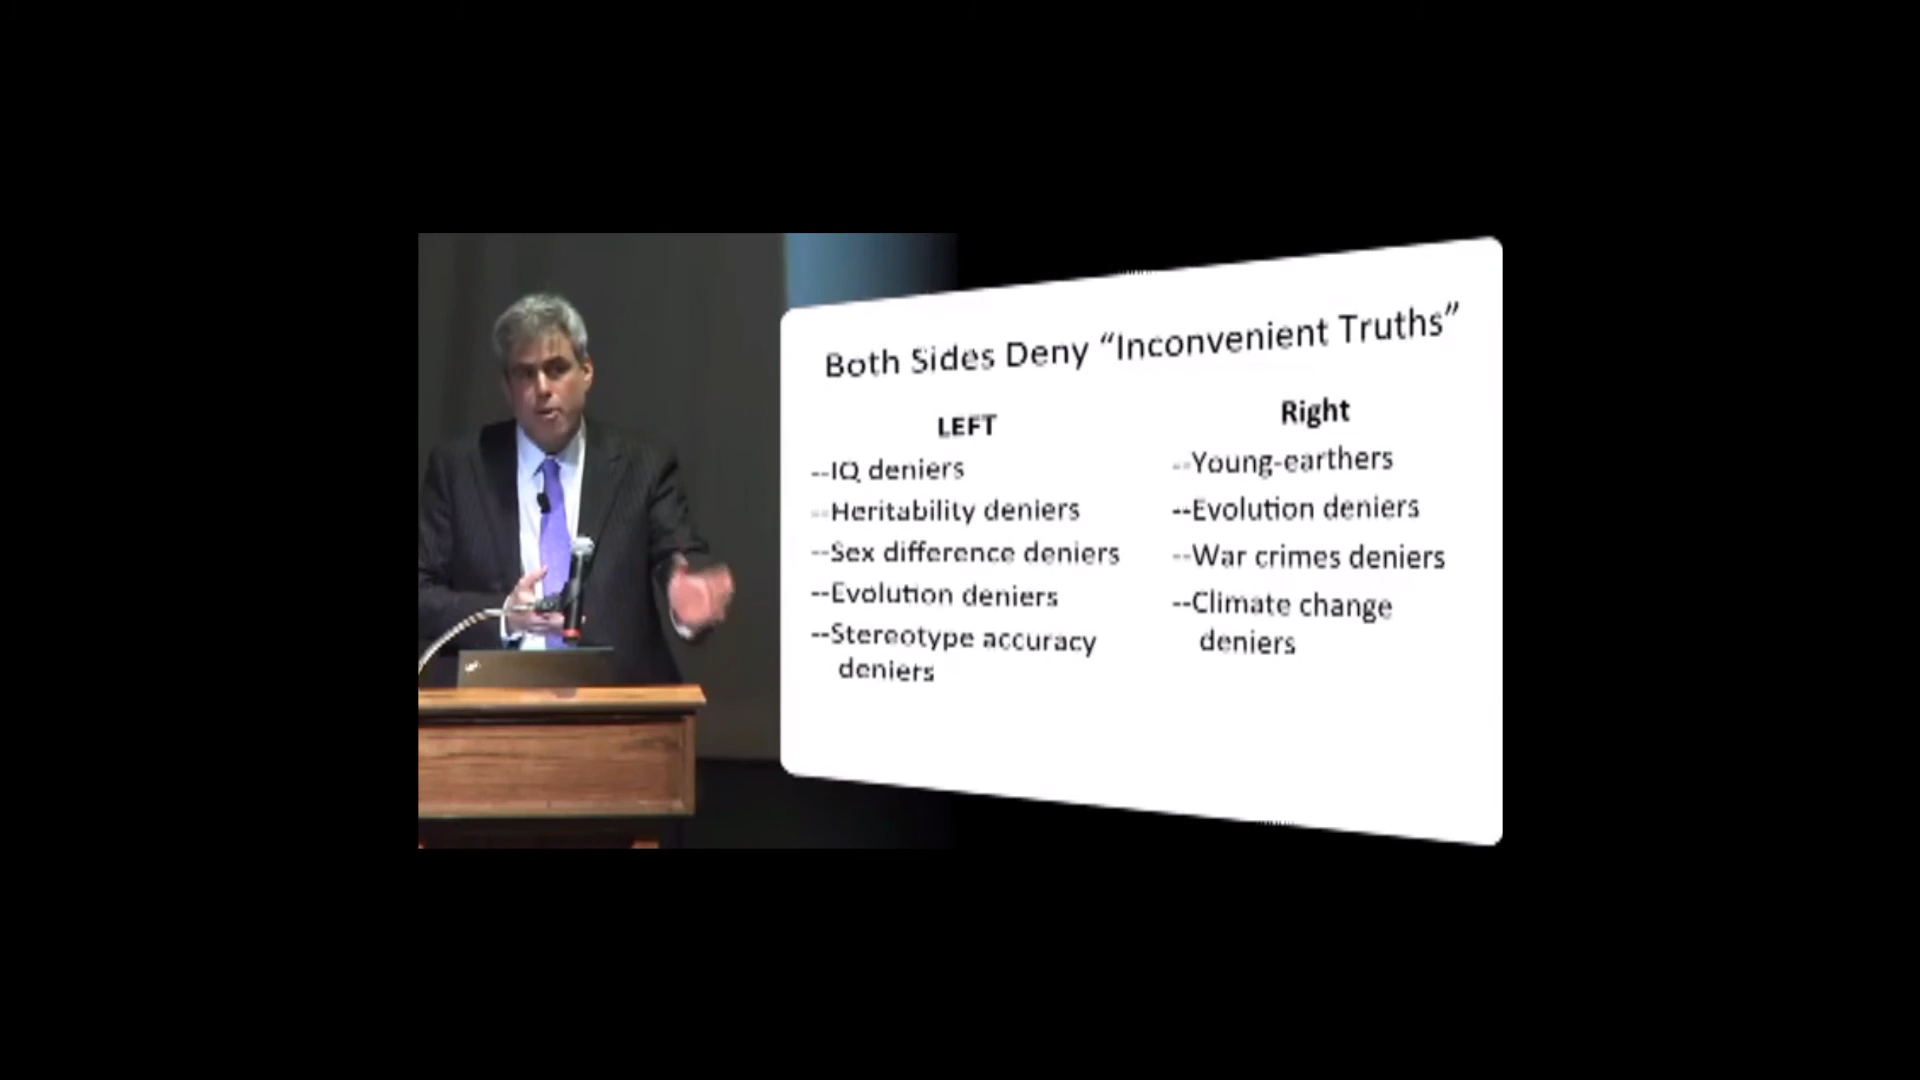 Both Sides Deny “Inconvenient Truths”
LEFT
--IQ deniers
--Heritability deniers
--Sex difference deniers
--Evolution deniers
--Stereotype accuracy
deniers
Right
--Young-earthers
--Evolution deniers
--War crimes deniers
--Climate change
deniers